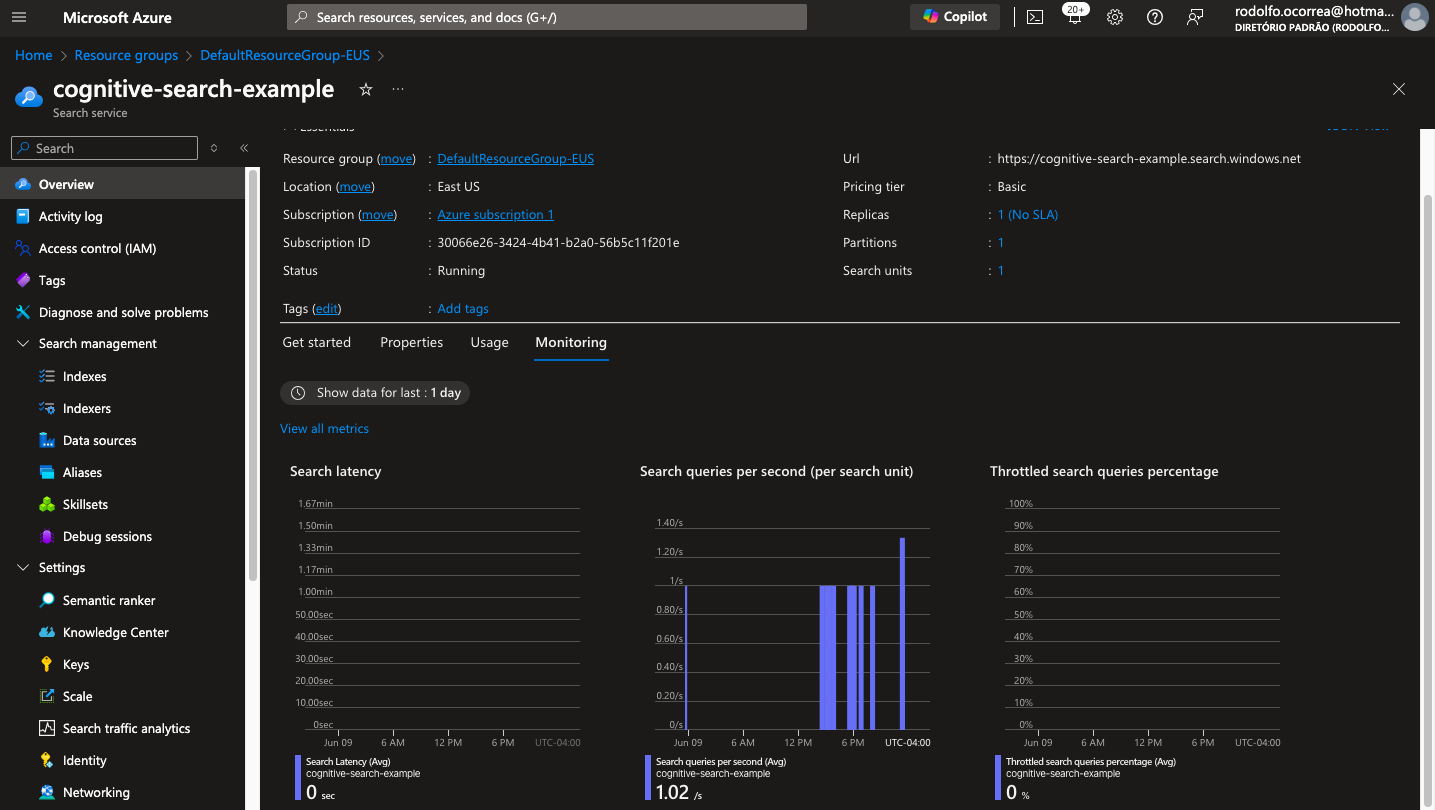 Microsoft Azure
Search resources, services, and docs (G+/)
Copilot
20+
rodolfo.ocorrea@hotma...
DIRETÓRIO PADRÃO (RODOLFO...
Home > Resource groups > DefaultResourceGroup-EUS >
cognitive-search-example
Search service
Search
Overview
Activity log
Access control (IAM)
Tags
Diagnose and solve problems
Search management
Indexes
Indexers
Data sources
Aliases
Skillsets
Debug sessions
Settings
Semantic ranker
Knowledge Center
Keys
Scale
Search traffic analytics
Identity
Networking
Essentials
Resource group (move) : DefaultResourceGroup-EUS
Location (move) : East US
Subscription (move) : Azure subscription 1
Subscription ID : 30066e26-3424-4b41-b2a0-56b5c11f201e
Status : Running
Tags (edit) : Add tags
Url : https://cognitive-search-example.search.windows.net
Pricing tier : Basic
Replicas : 1 (No SLA)
Partitions : 1
Search units : 1
Get started Properties Usage Monitoring
Show data for last : 1 day
View all metrics
Search latency
1.67min
1.50min
1.33min
1.17min
1.00min
50.00sec
40.00sec
30.00sec
20.00sec
10.00sec
0sec
Jun 09 6 AM 12 PM 6 PM UTC-04:00
Search Latency (Avg)
cognitive-search-example
0 sec
Search queries per second (per search unit)
1.40/s
1.20/s
1/s
0.80/s
0.60/s
0.40/s
0.20/s
0/s
Jun 09 6 AM 12 PM 6 PM UTC-04:00
Search queries per second (Avg)
cognitive-search-example
1.02 /s
Throttled search queries percentage
100%
90%
80%
70%
60%
50%
40%
30%
20%
10%
0%
Jun 09 6 AM 12 PM 6 PM UTC-04:00
Throttled search queries percentage (Avg)
cognitive-search-example
0 %